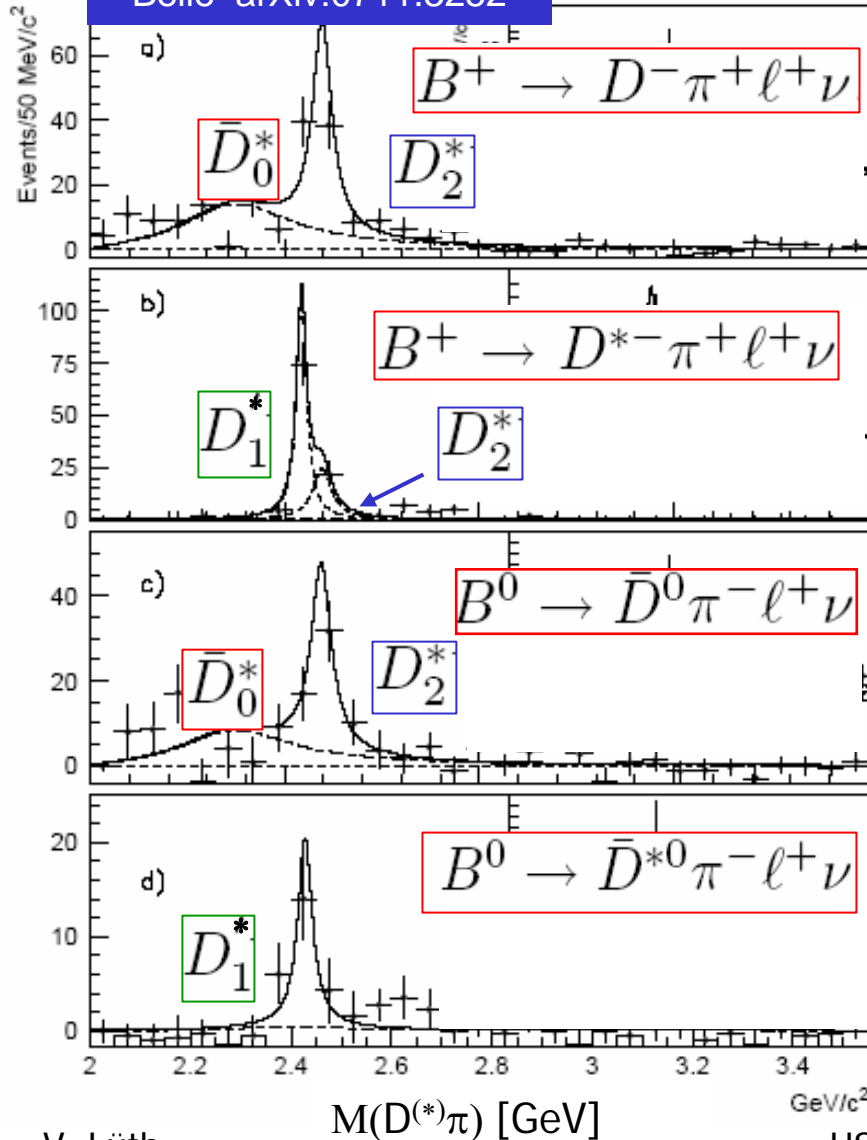 Events/50 MeV/c²
a)
B⁺ → D⁻π⁺ℓ⁺ν
D̄₀*
D₂*
60
40
20
0
b)
B⁺ → D*⁻π⁺ℓ⁺ν
D₁*
D₂*
100
75
50
25
0
c)
B⁰ → D̄⁰π⁻ℓ⁺ν
D̄₀*
D₂*
40
20
0
d)
B⁰ → D̄*⁰π⁻ℓ⁺ν
D₁*
20
10
0
2 2.2 2.4 2.6 2.8 3 3.2 3.4
GeV/c²
M(D⁽*⁾π) [GeV]